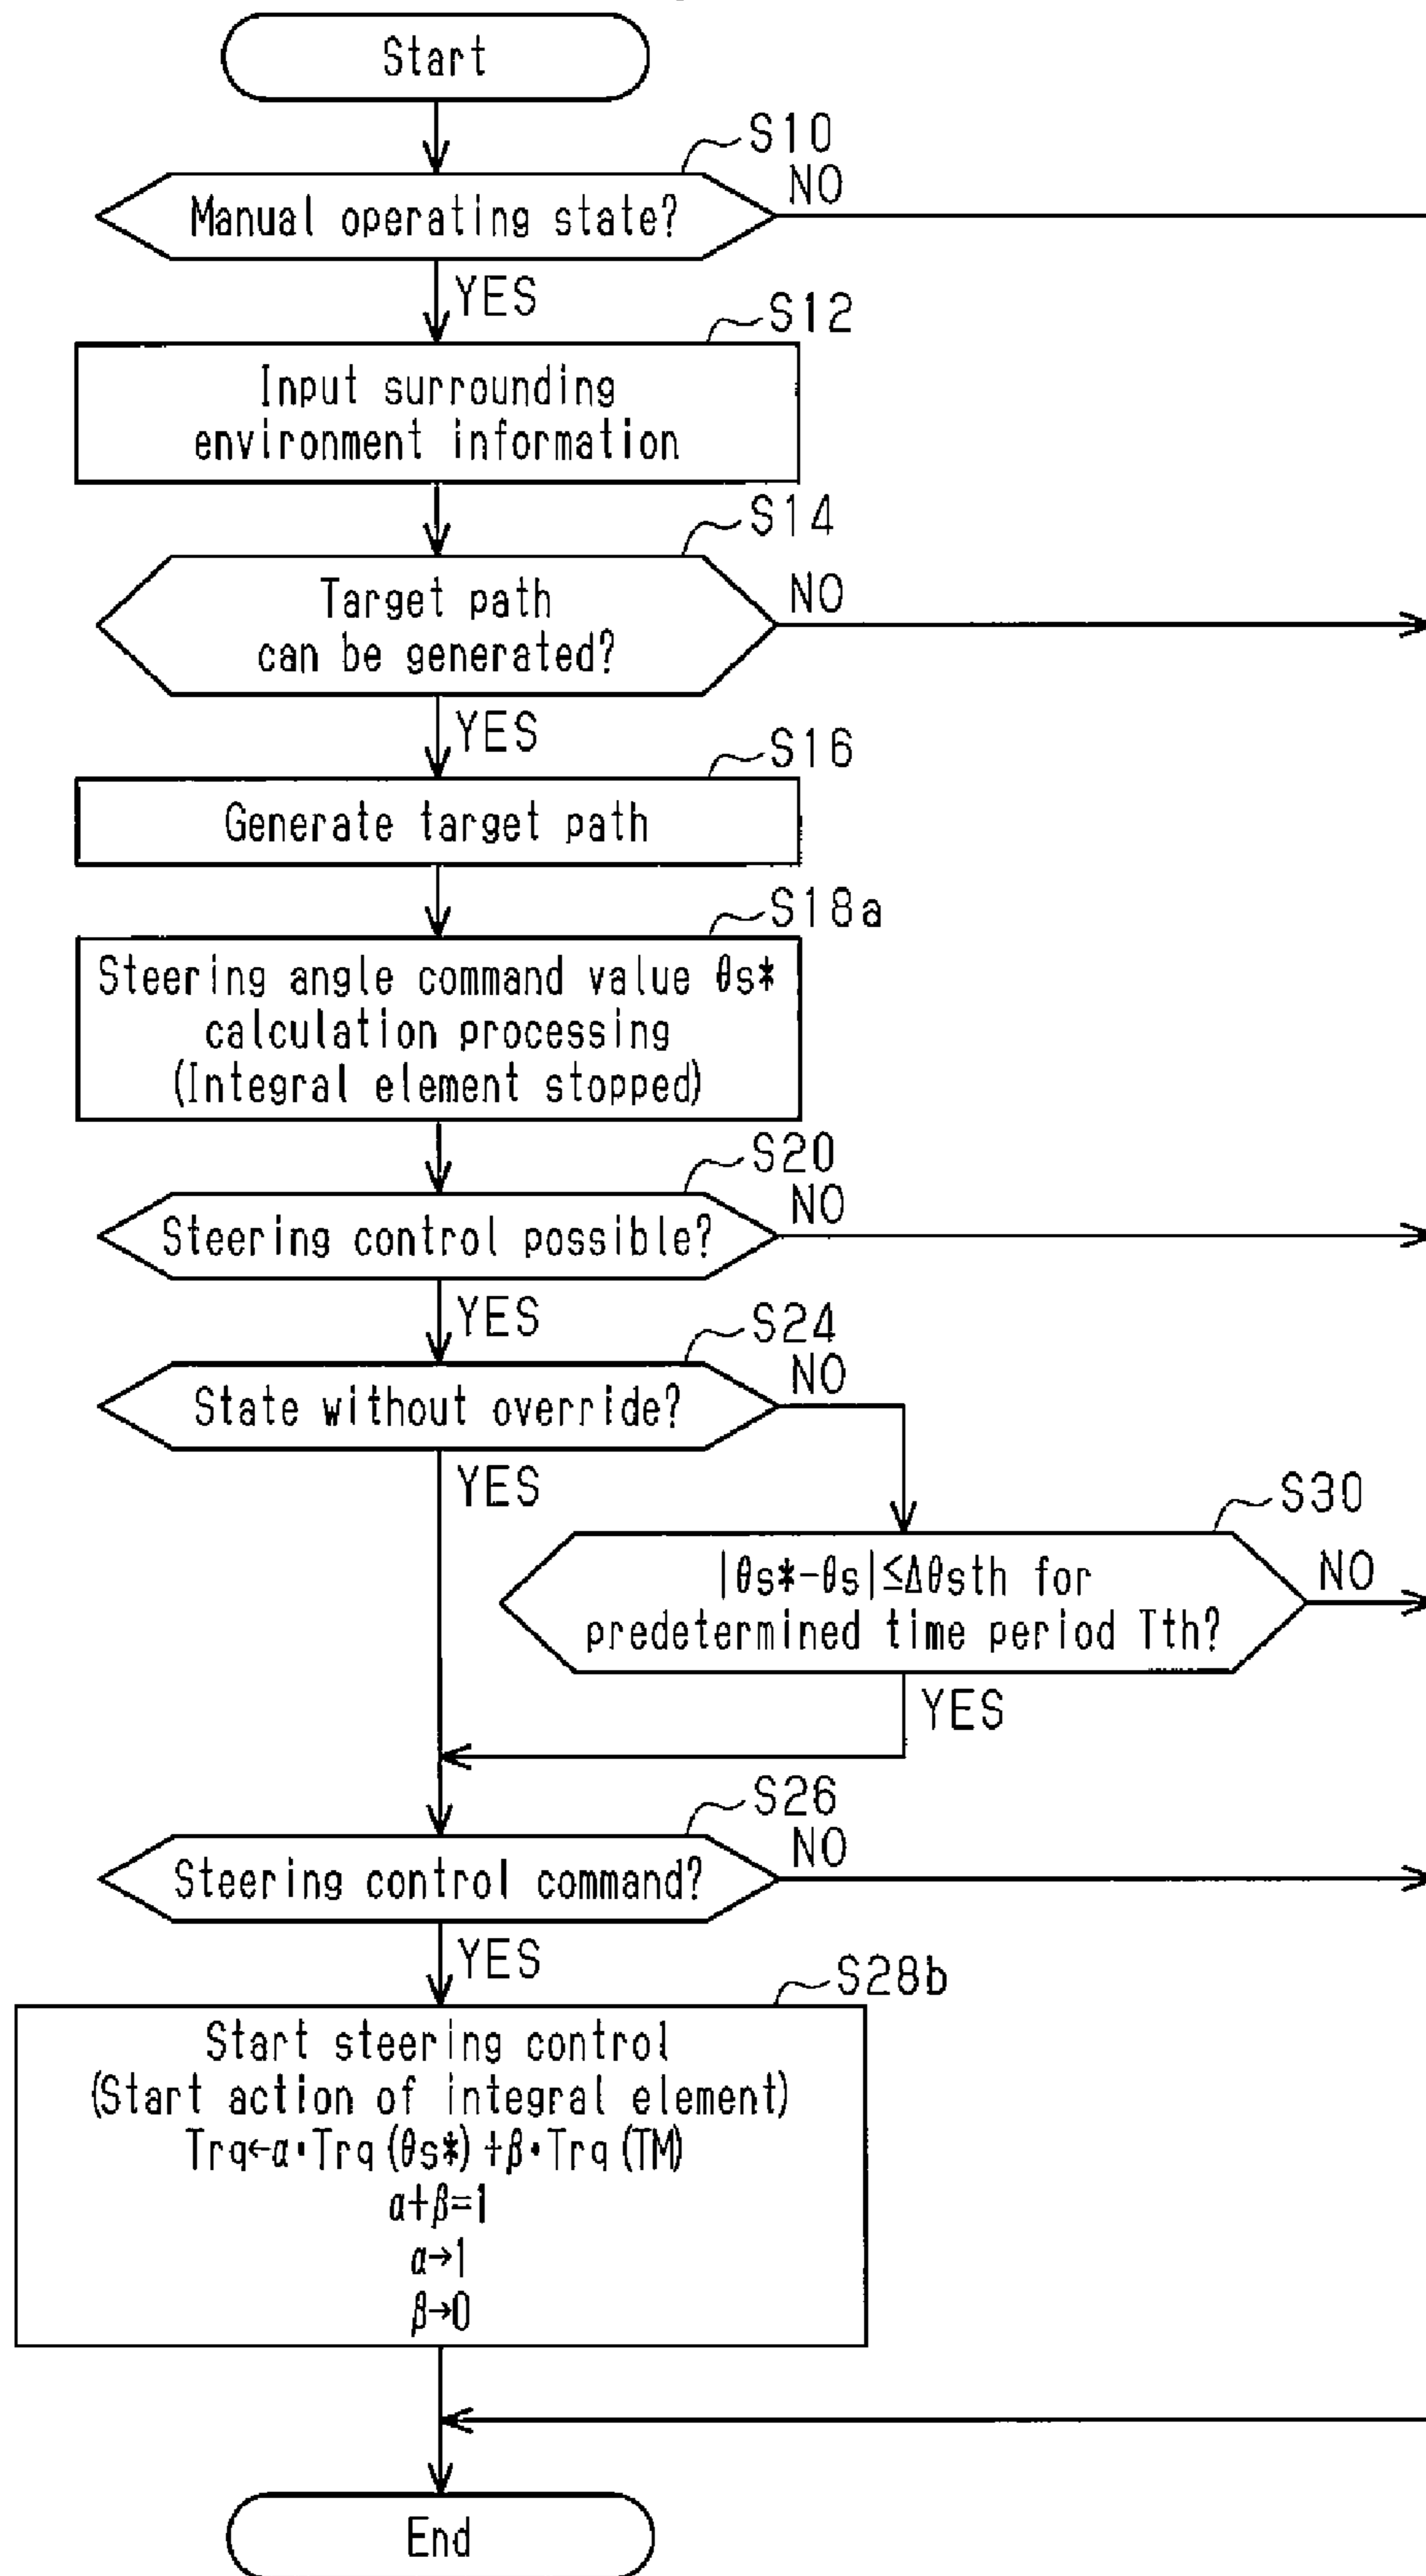 Start
S10
Manual operating state?
NO
YES
S12
Input surrounding
environment information
S14
Target path
can be generated?
NO
YES
S16
Generate target path
S18a
Steering angle command value θs*
calculation processing
(Integral element stopped)
S20
Steering control possible?
NO
YES
S24
State without override?
NO
YES
S30
|θs*-θs|≤Δθsth for
predetermined time period Tth?
NO
YES
S26
Steering control command?
NO
YES
S28b
Start steering control
(Start action of integral element)
Trq←α・Trq(θs*)+β・Trq(TM)
α+β=1
α→1
β→0
End